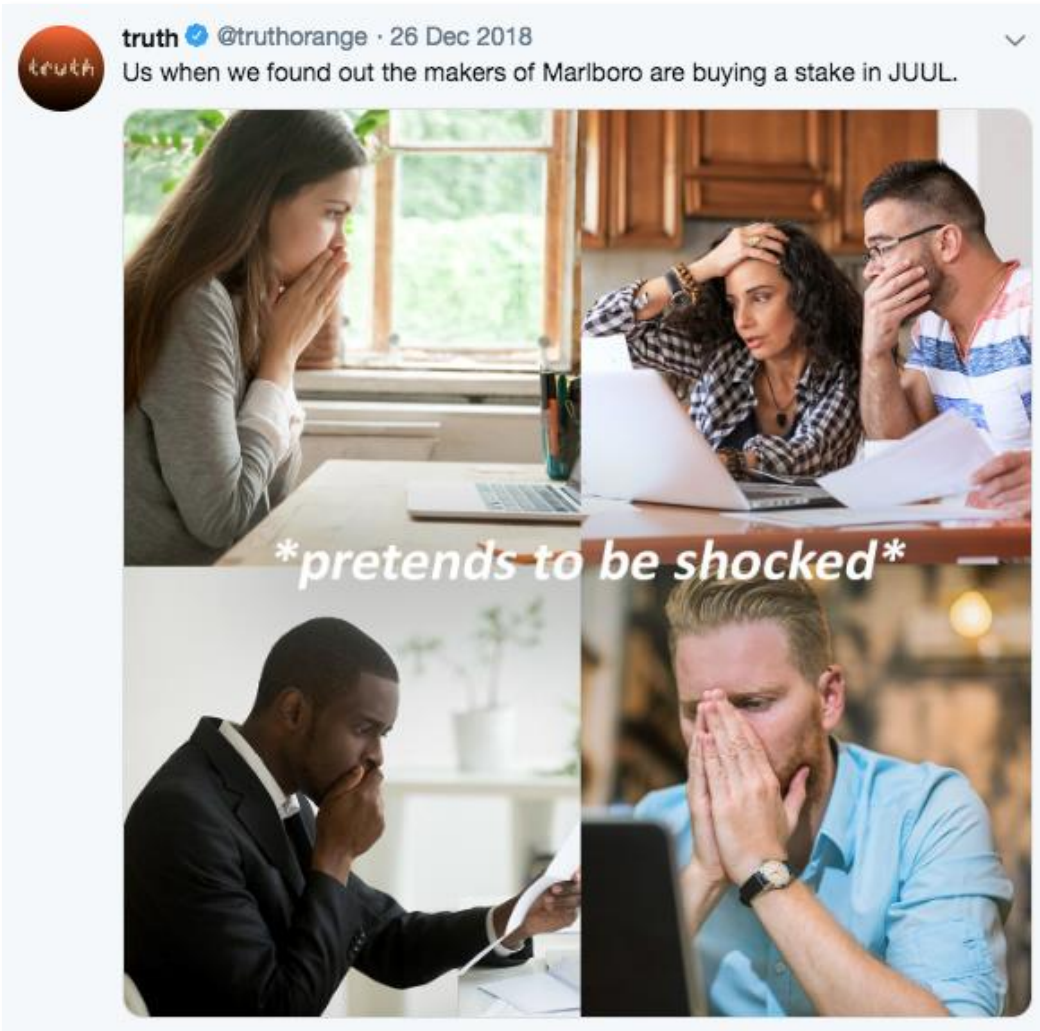 truth @truthorange · 26 Dec 2018
truth
Us when we found out the makers of Marlboro are buying a stake in JUUL.
*pretends to be shocked*